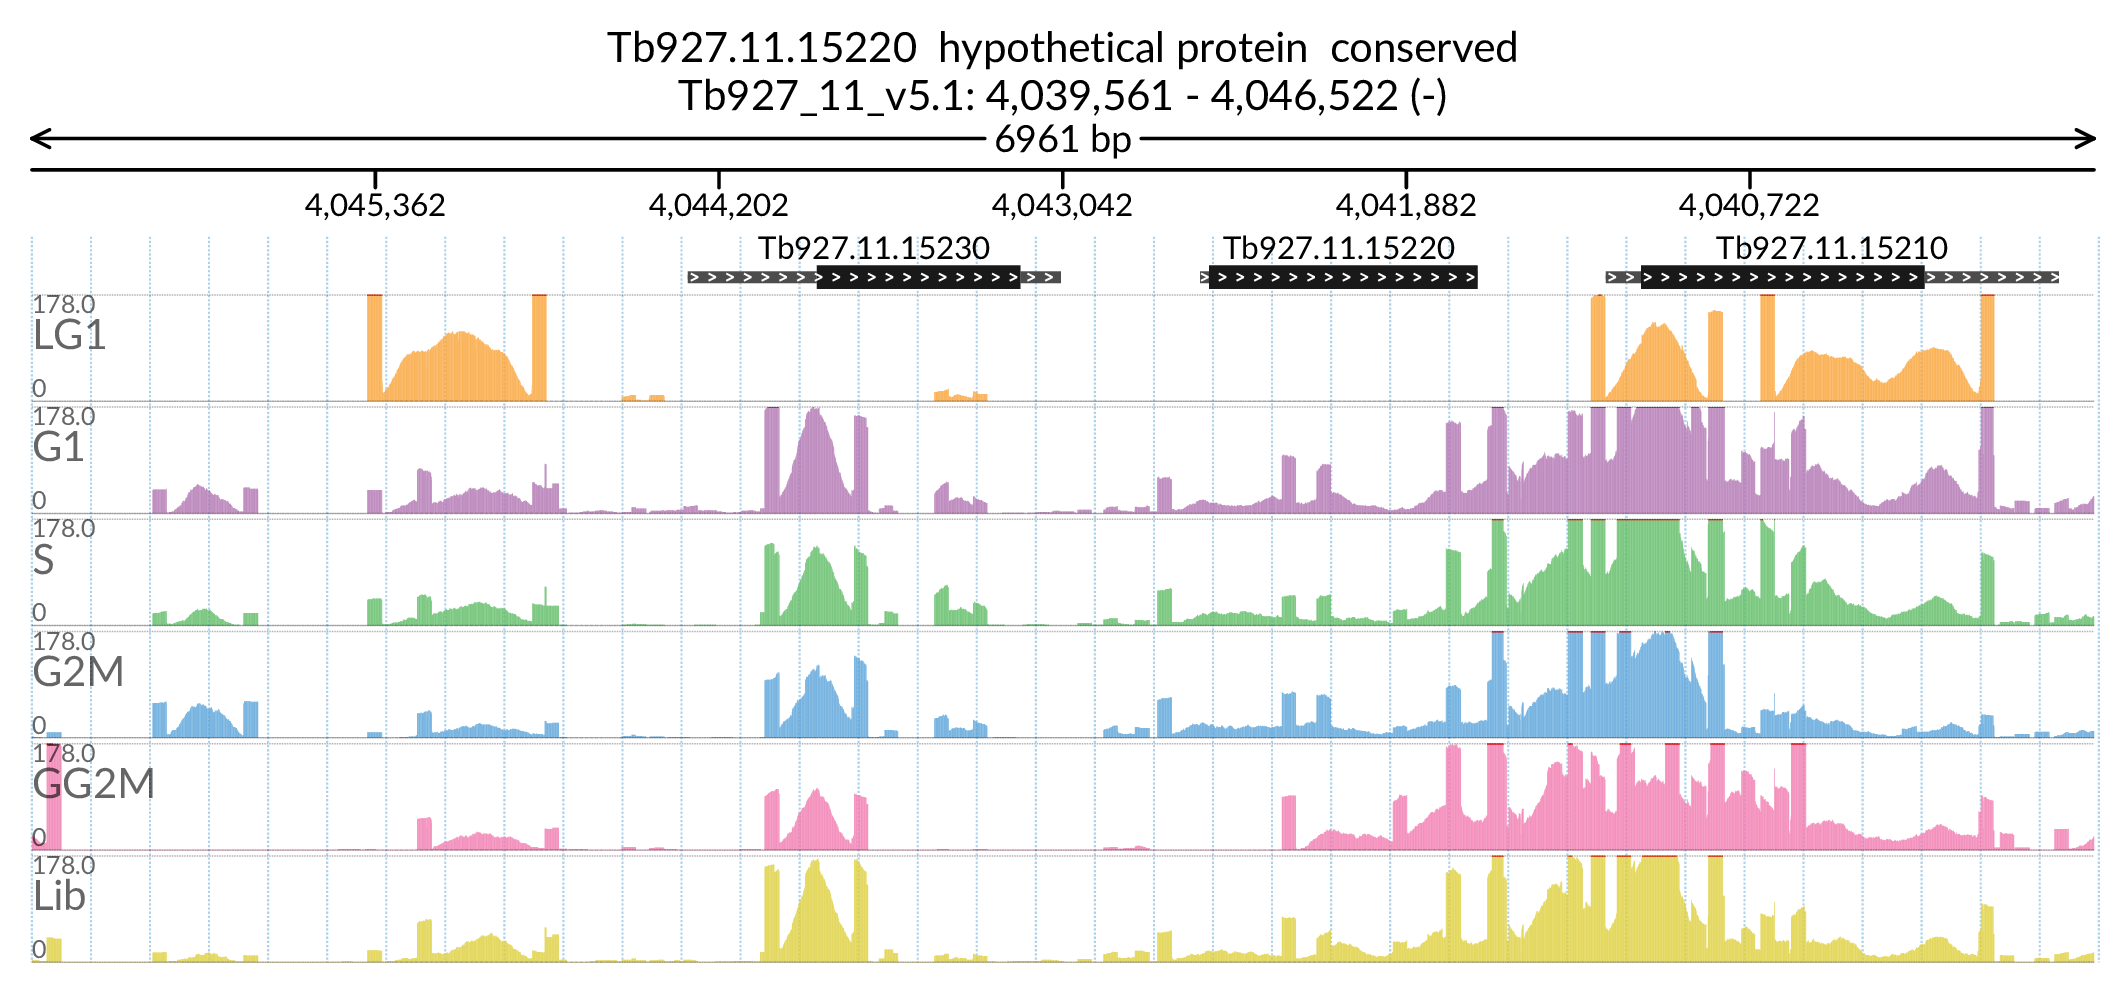 Tb927.11.15220 hypothetical protein conserved
Tb927_11_v5.1: 4,039,561 - 4,046,522 (-)
6961 bp
4,045,362 4,044,202 4,043,042 4,041,882 4,040,722
Tb927.11.15230 Tb927.11.15220 Tb927.11.15210
178.0
LG1
0
178.0
G1
0
178.0
S
0
178.0
G2M
0
178.0
GG2M
0
178.0
Lib
0